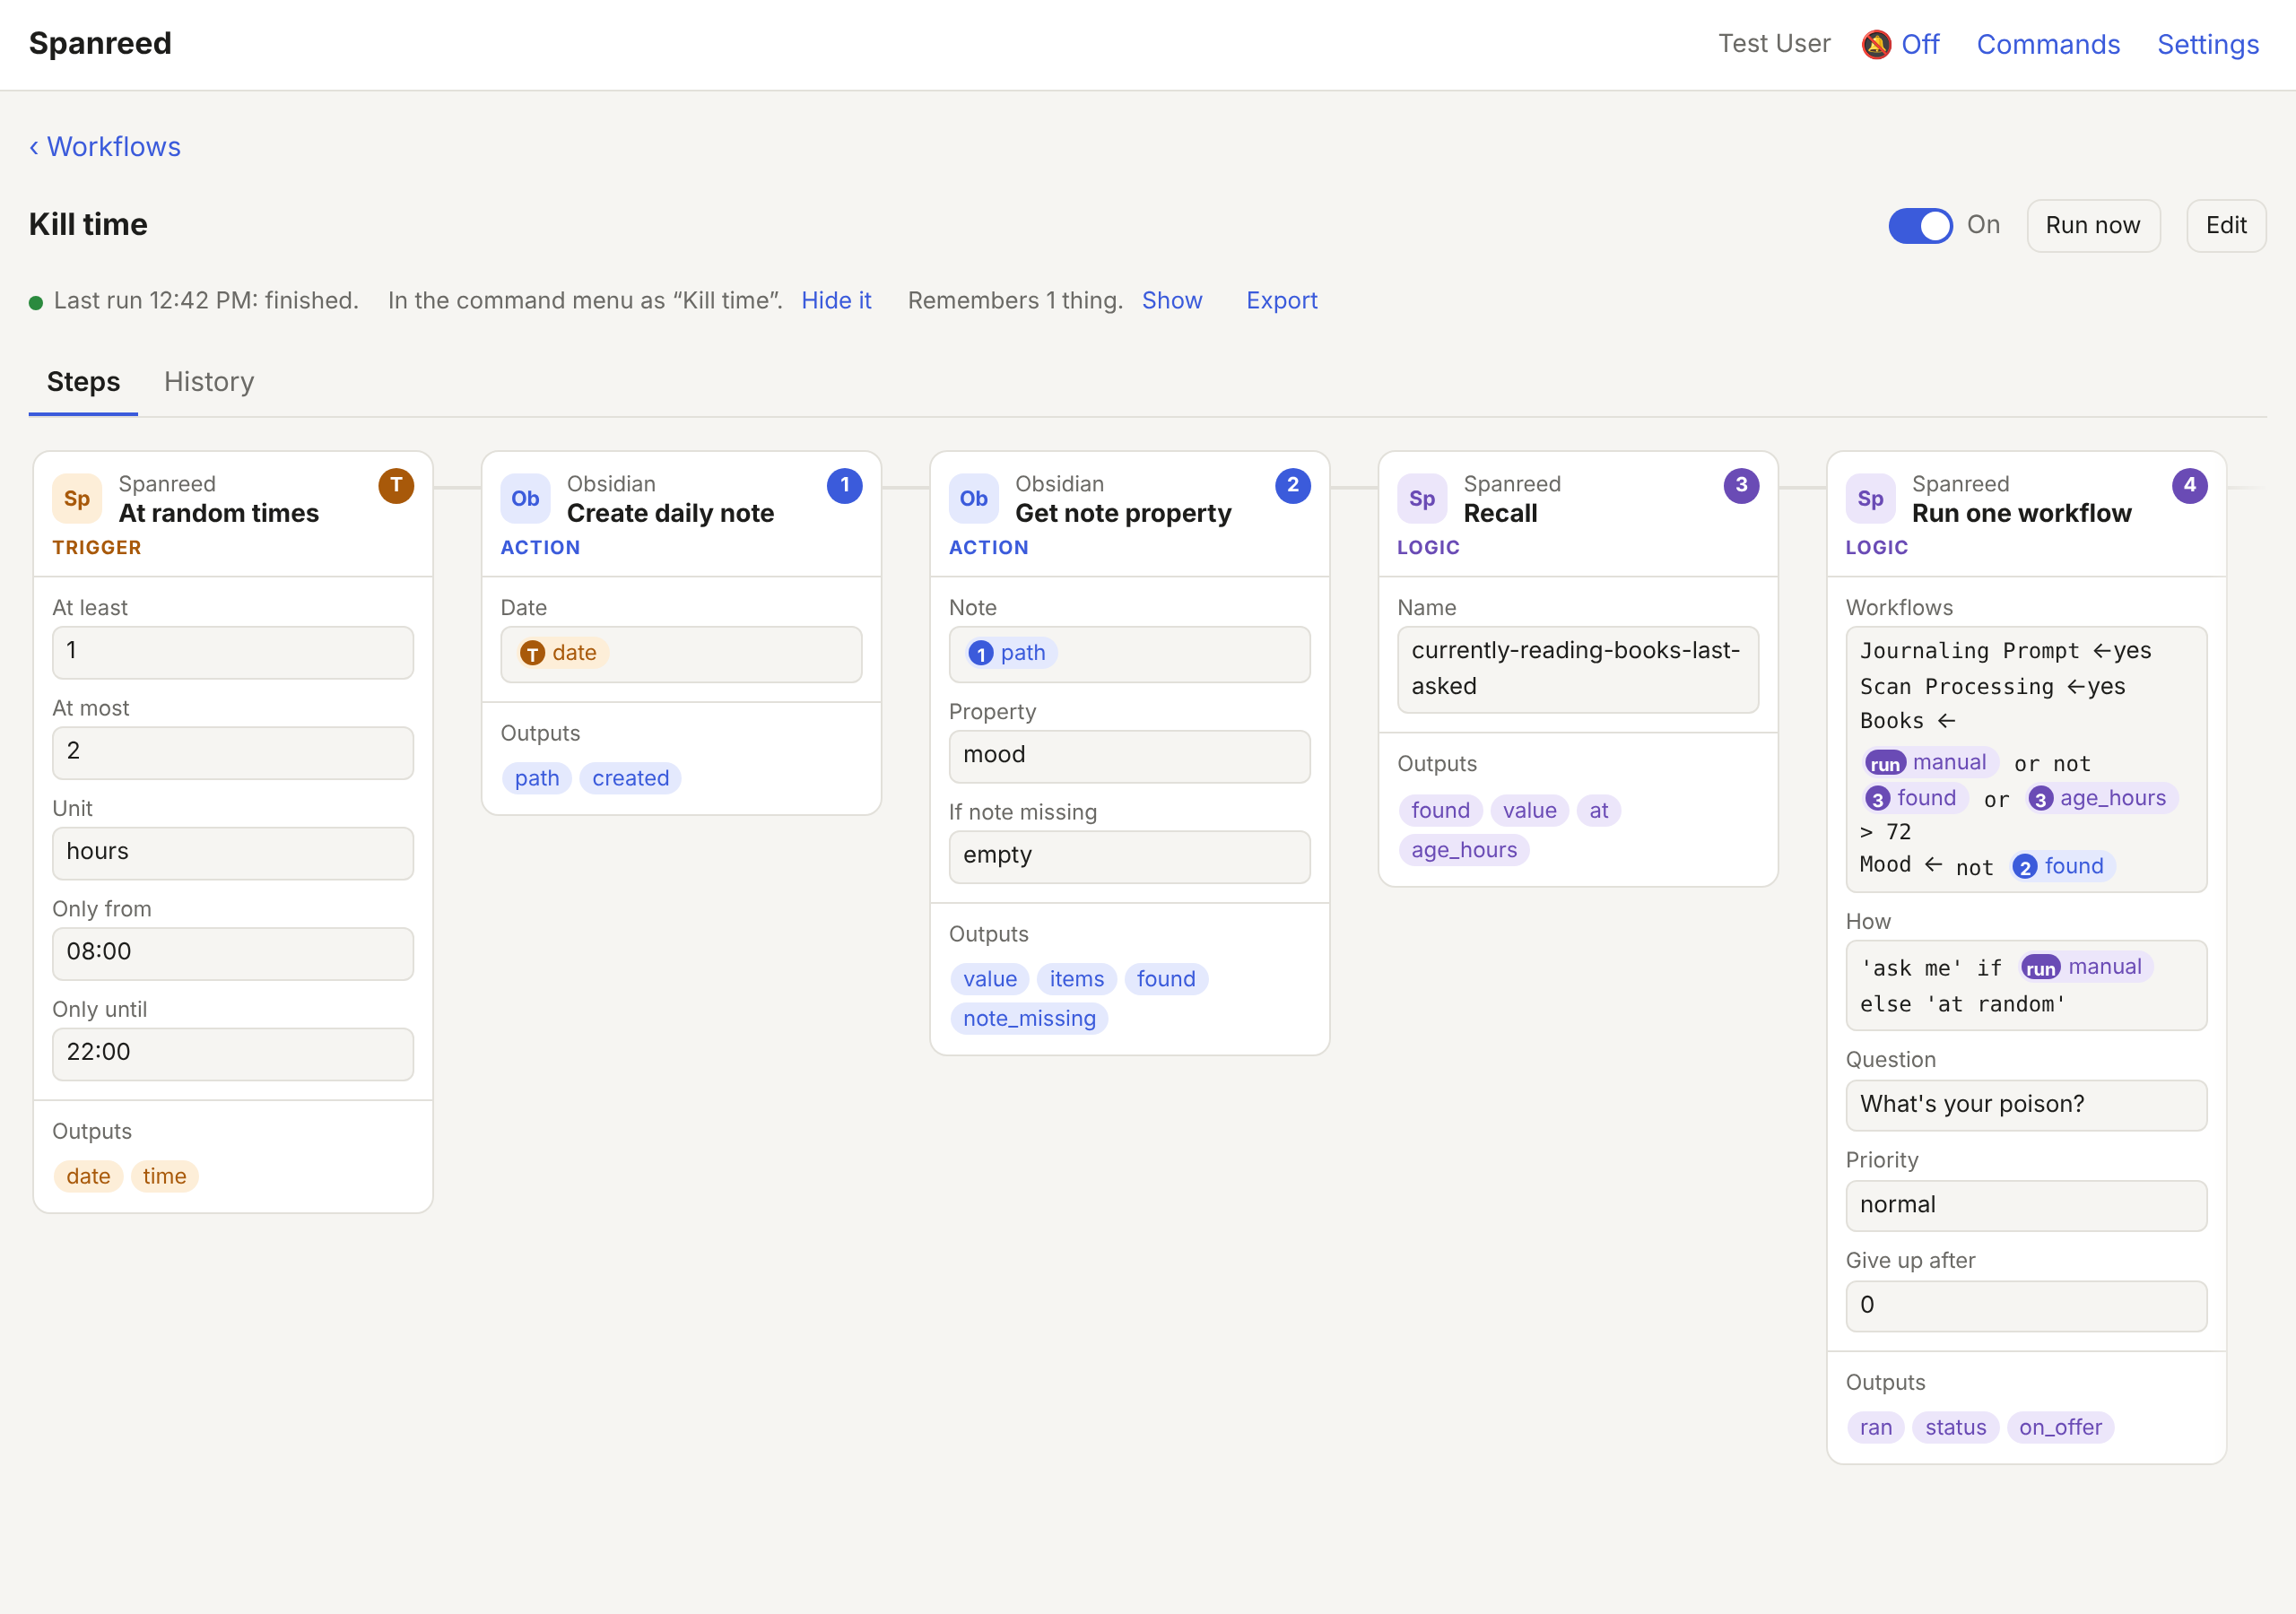 Spanreed
Test User 🔕 Off Commands Settings
‹ Workflows
Kill time
On Run now Edit
Last run 12:42 PM: finished. In the command menu as “Kill time”. Hide it Remembers 1 thing. Show Export
Steps History
Sp Spanreed T
At random times
TRIGGER
At least
1
At most
2
Unit
hours
Only from
08:00
Only until
22:00
Outputs
date time
Ob Obsidian 1
Create daily note
ACTION
Date
T date
Outputs
path created
Ob Obsidian 2
Get note property
ACTION
Note
1 path
Property
mood
If note missing
empty
Outputs
value items found
note_missing
Sp Spanreed 3
Recall
LOGIC
Name
currently-reading-books-last-
asked
Outputs
found value at
age_hours
Sp Spanreed 4
Run one workflow
LOGIC
Workflows
Journaling Prompt ←yes
Scan Processing ←yes
Books ←
run manual or not
3 found or 3 age_hours
> 72
Mood ← not 2 found
How
'ask me' if run manual
else 'at random'
Question
What's your poison?
Priority
normal
Give up after
0
Outputs
ran status on_offer